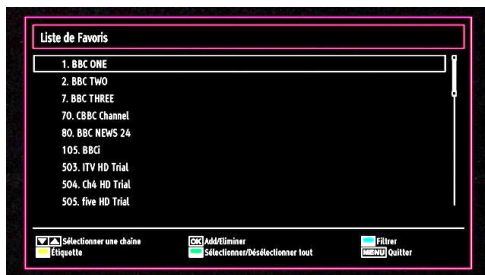 Liste de Favoris
1. BBC ONE
2. BBC TWO
7. BBC THREE
70. CBBC Channel
80. BBC NEWS 24
105. BBCi
503. ITV HD Trial
504. Ch4 HD Trial
505. five HD Trial
Sélectionner une chaine OK Add/Eliminer Filtrer
Étiquette Sélectionner/Désélectionner tout MENU Quitter